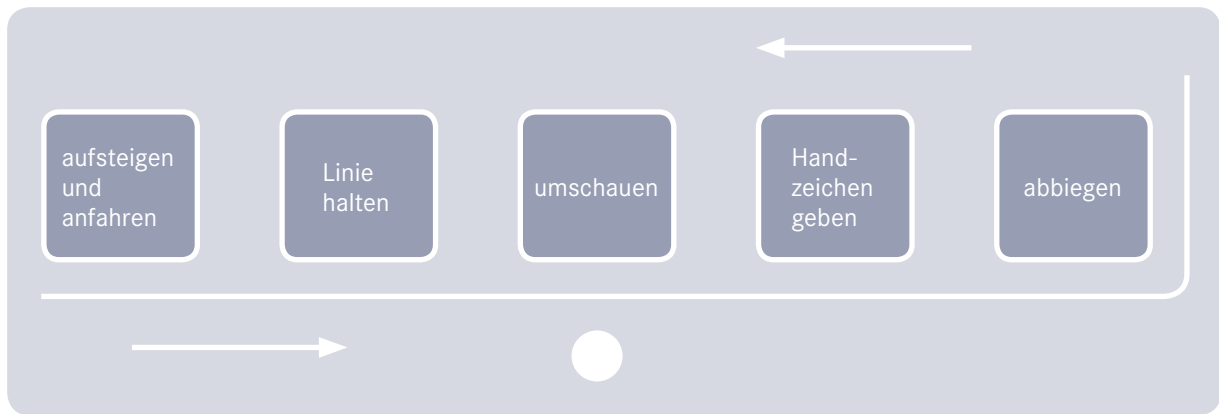 aufsteigen
und
anfahren
Linie
halten
umschauen
Hand-
zeichen
geben
abbiegen